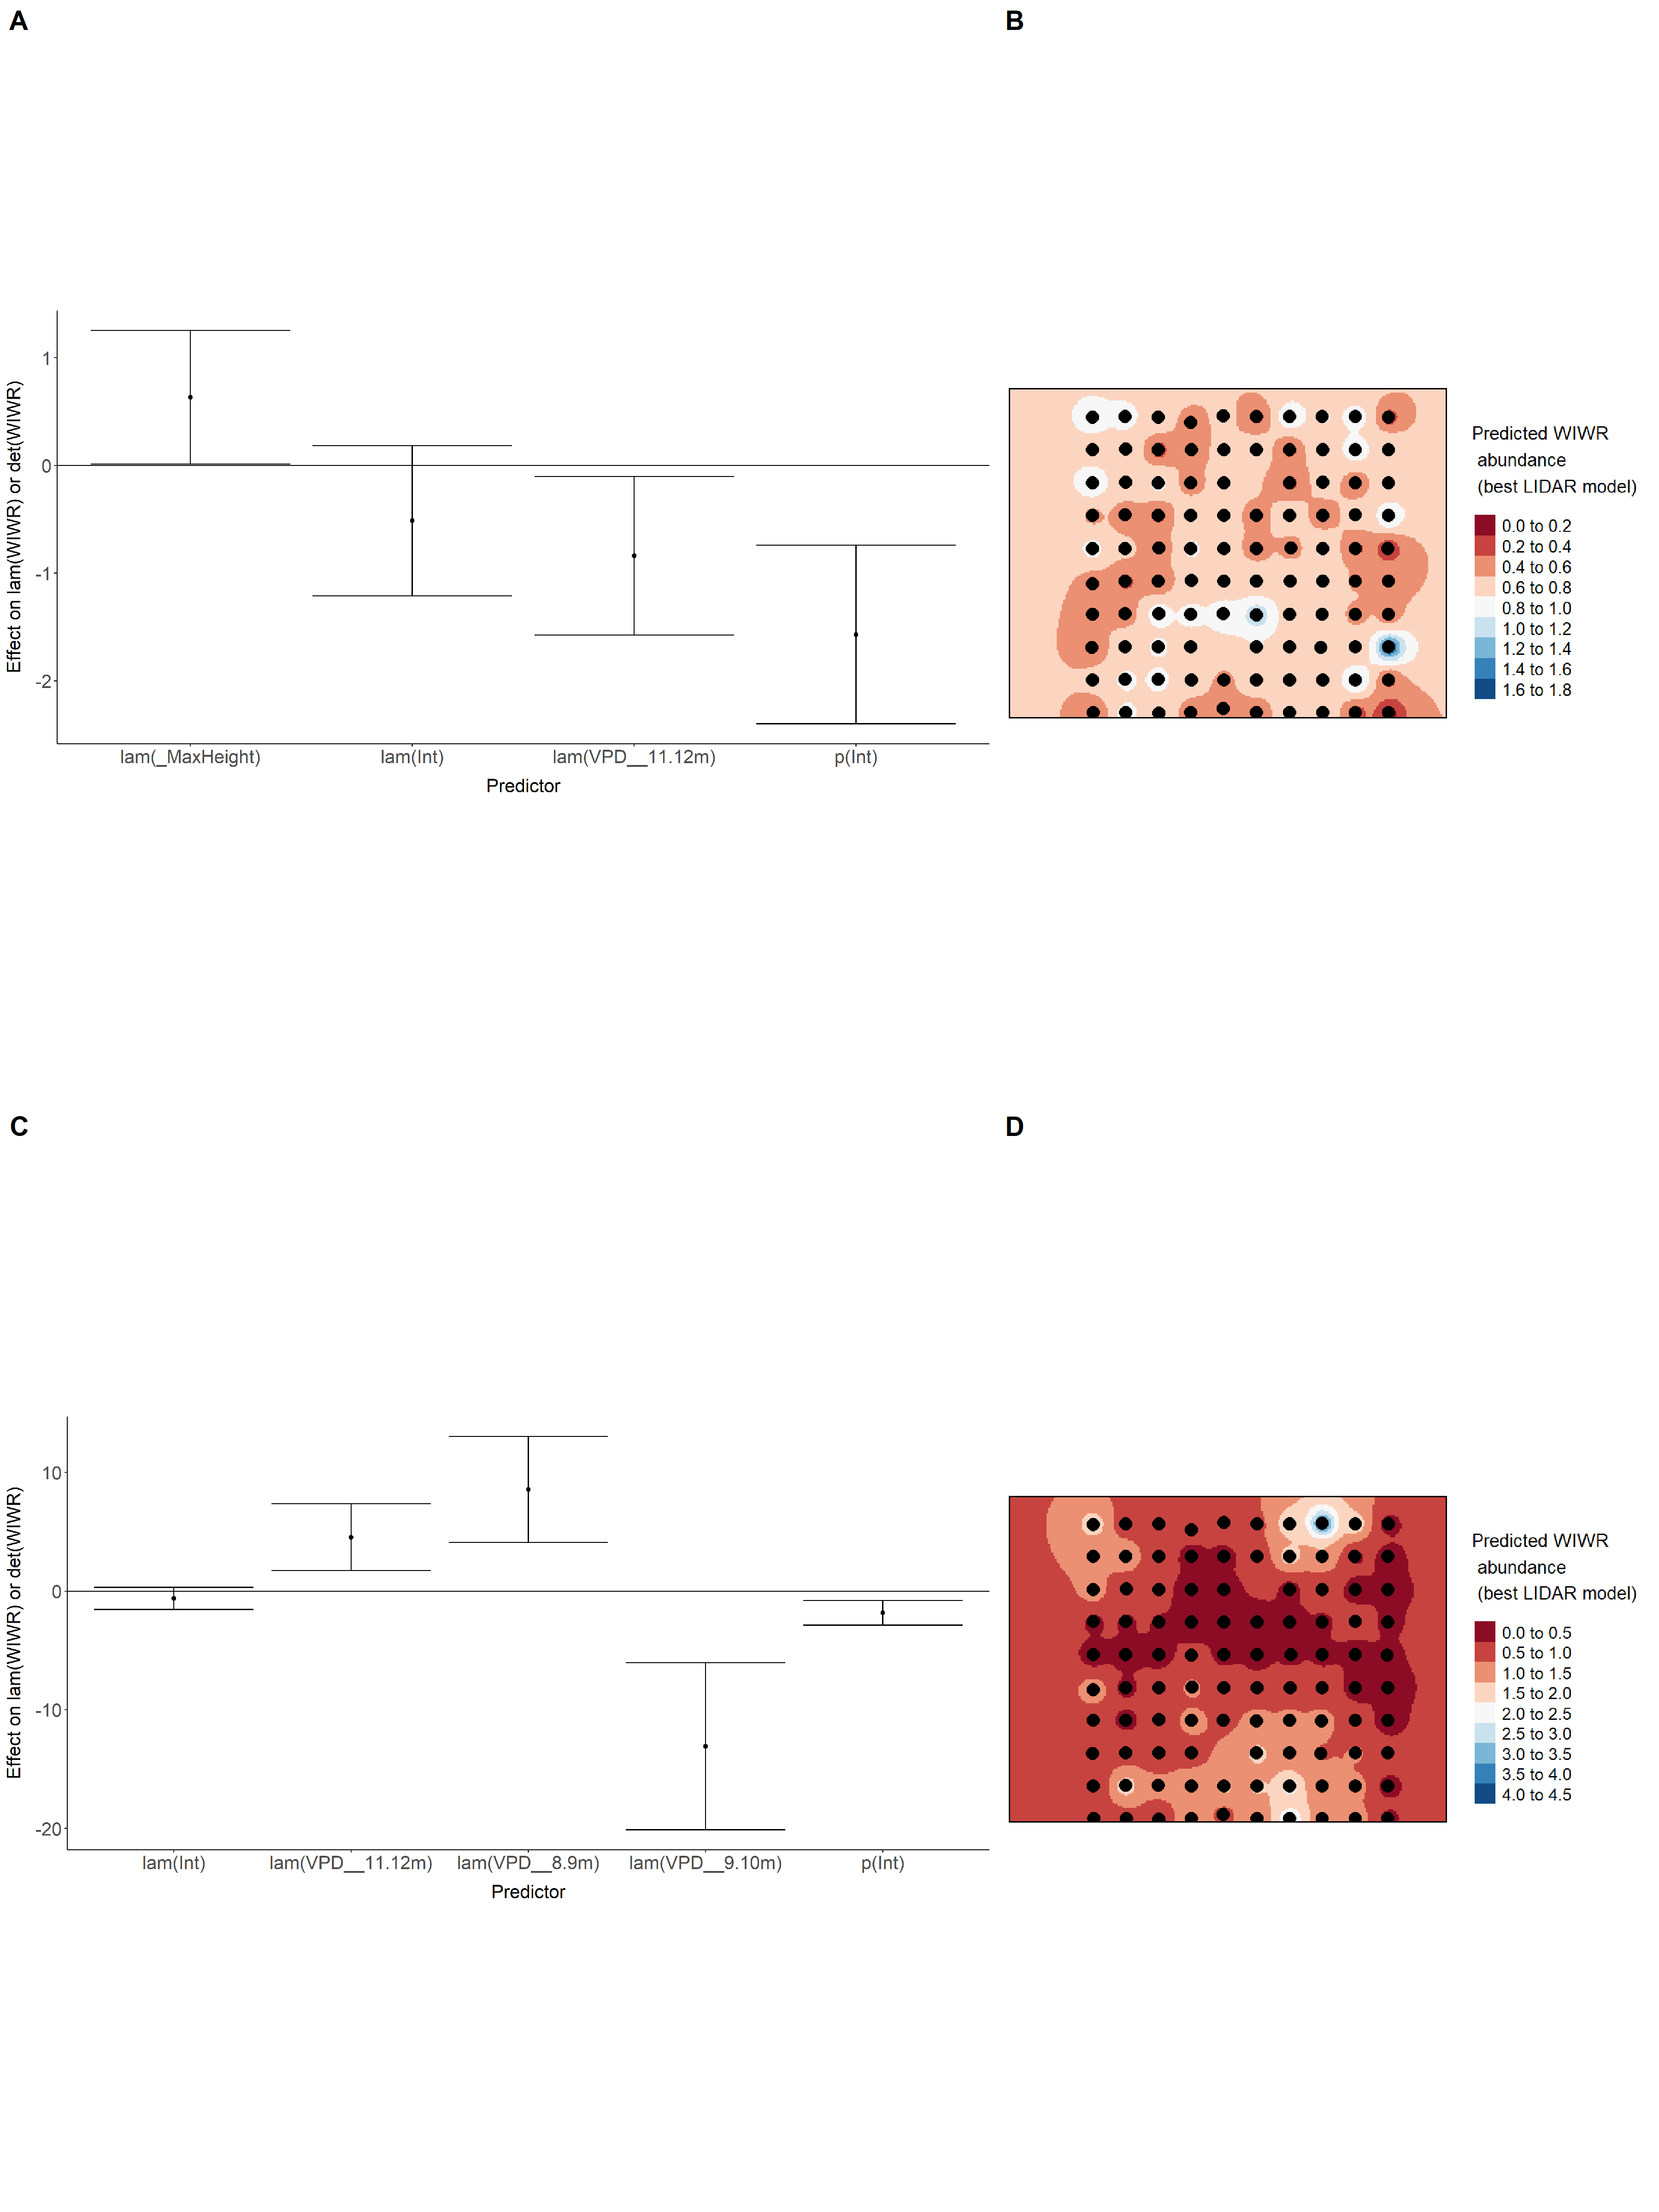 A
B
Effect on lam(WIWR) or det(WIWR)
1
0
-1
-2
lam(_MaxHeight)
lam(Int)
lam(VPD__11.12m)
p(Int)
Predictor
Predicted WIWR
abundance
(best LIDAR model)
0.0 to 0.2
0.2 to 0.4
0.4 to 0.6
0.6 to 0.8
0.8 to 1.0
1.0 to 1.2
1.2 to 1.4
1.4 to 1.6
1.6 to 1.8
C
D
Effect on lam(WIWR) or det(WIWR)
10
0
-10
-20
lam(Int)
lam(VPD__11.12m)
lam(VPD__8.9m)
lam(VPD__9.10m)
p(Int)
Predictor
Predicted WIWR
abundance
(best LIDAR model)
0.0 to 0.5
0.5 to 1.0
1.0 to 1.5
1.5 to 2.0
2.0 to 2.5
2.5 to 3.0
3.0 to 3.5
3.5 to 4.0
4.0 to 4.5